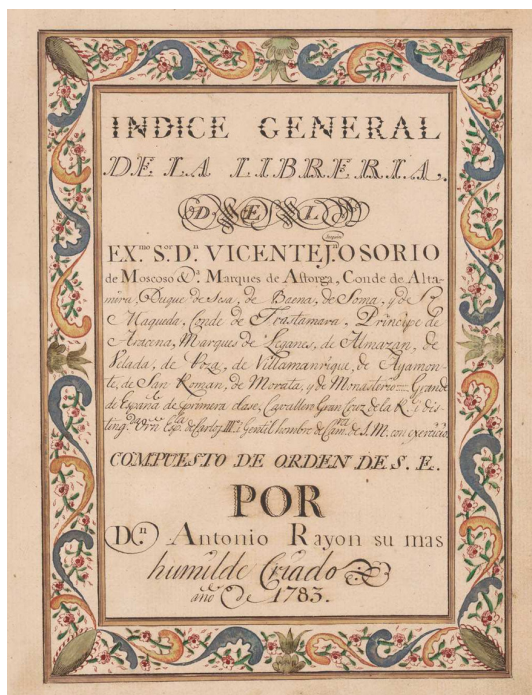 INDICE GENERAL
DE LA LIBRERIA,
DEL
EX.mo S.or D.n VICENTE J.n OSORIO
de Moscoso &.a Marques de Astorga, Conde de Alta-
mira, Duque de Sesa, de Baena, de Soma, y de
Maqueda, Conde de Trastamara, Principe de
Aracena, Marques de Leganes, de Almazan, de
Velada, de Poza, de Villamanrique, de Ayamon-
te, de San Roman, de Morata, y de Monasterio Grande
de España de primera clase, Cavallero Gran Cruz de la R.l y dis-
ting.da Orn Esp.la de Carlos III. Gentil hombre de Cam.ra de S. M. con exercicio
COMPUESTO DE ORDEN DE S. E.
POR
D.n Antonio Rayon su mas
humilde Criado
año De 1783.